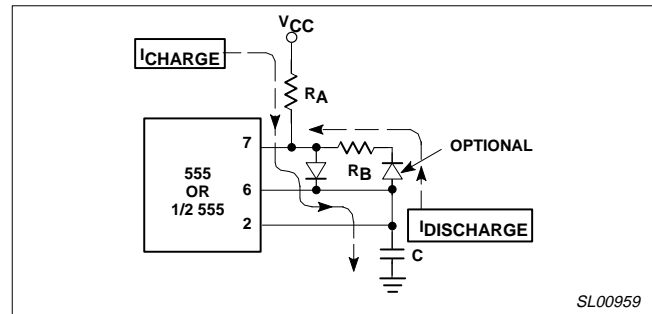 VCC
ICHARGE
RA
7
OPTIONAL
RB
555
OR
1/2 555
6
2
IDISCHARGE
C
SL00959